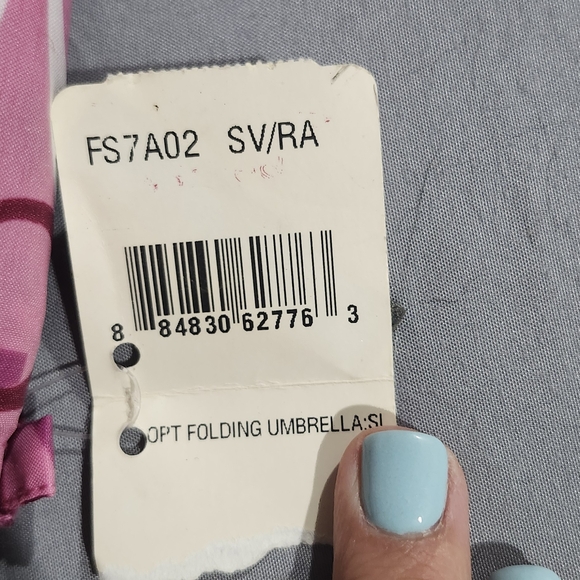 FS7A02 SV/RA
8 84830 62776 3
OPT FOLDING UMBRELLA:SI